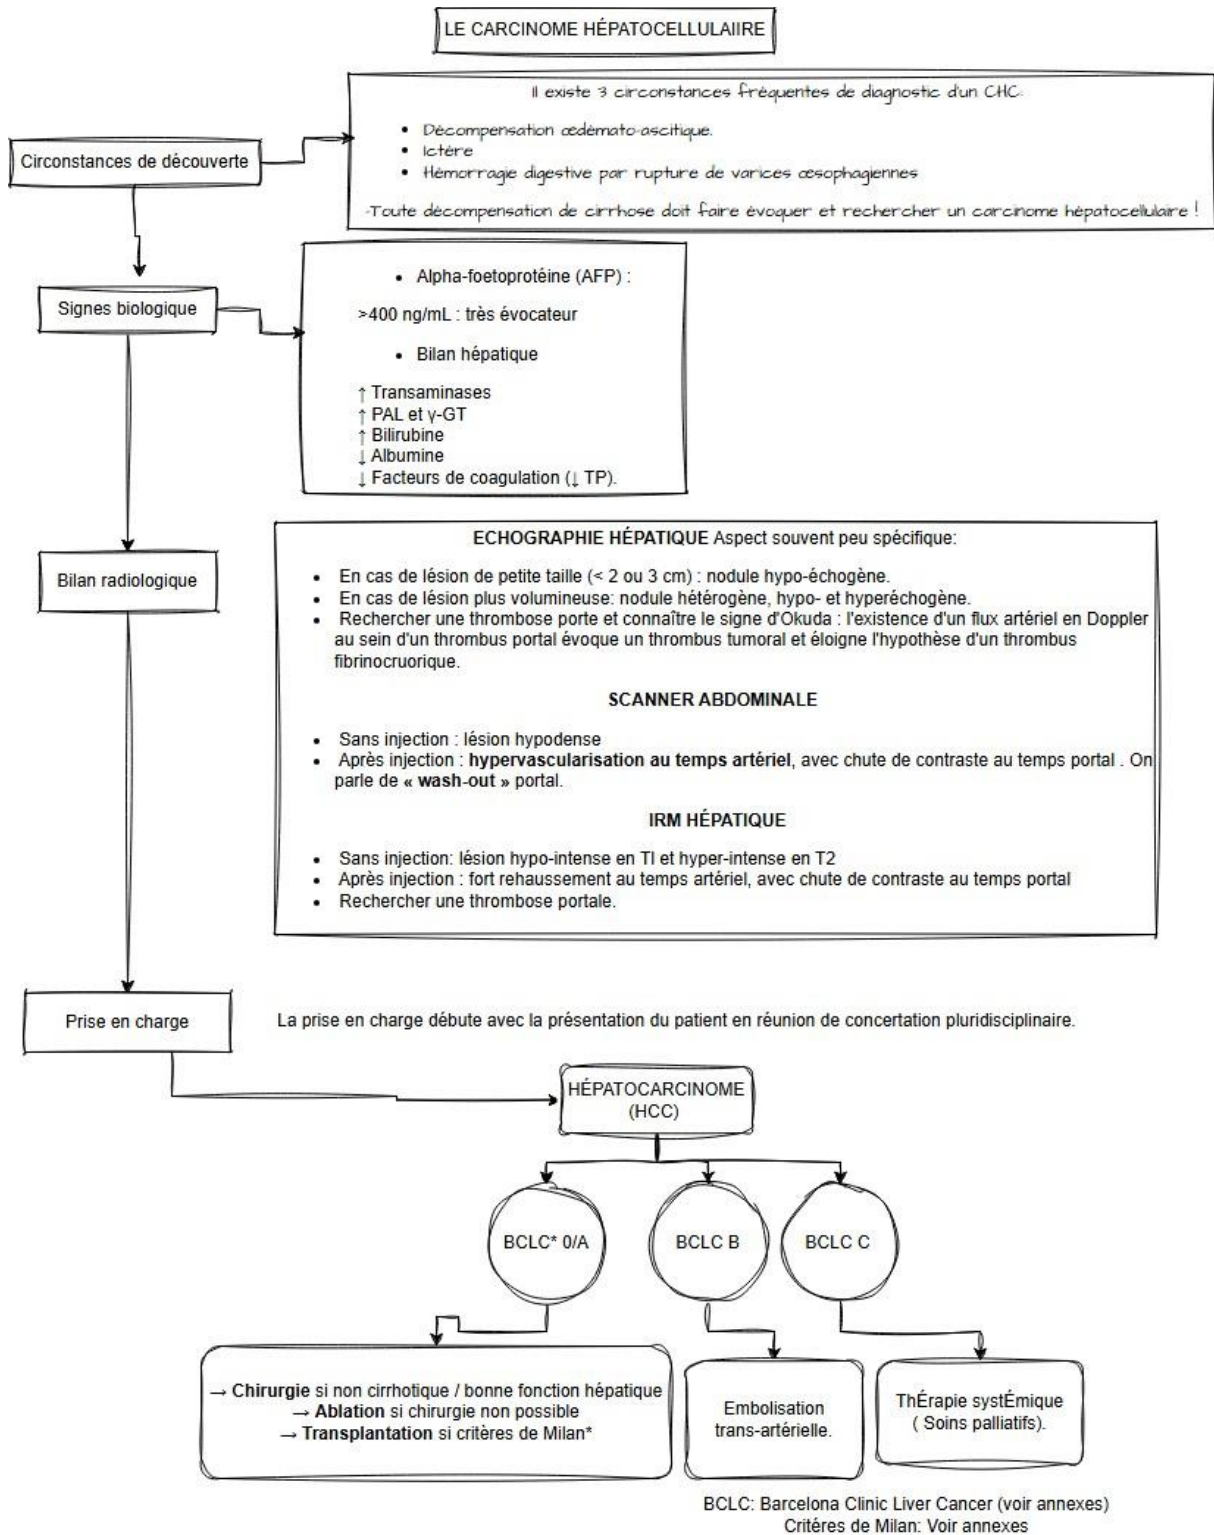 LE CARCINOME HÉPATOCELLULAIIRE
Circonstances de découverte
Il existe 3 circonstances fréquentes de diagnostic d'un CHC:
• Décompensation œdémato-ascitique.
• Ictère
• Hémorragie digestive par rupture de varices œsophagiennes
-Toute décompensation de cirrhose doit faire évoquer et rechercher un carcinome hépatocellulaire !
Signes biologique
• Alpha-foetoprotéine (AFP) :
>400 ng/mL : très évocateur
• Bilan hépatique
↑ Transaminases
↑ PAL et γ-GT
↑ Bilirubine
↓ Albumine
↓ Facteurs de coagulation (↓ TP).
Bilan radiologique
ECHOGRAPHIE HÉPATIQUE Aspect souvent peu spécifique:
• En cas de lésion de petite taille (< 2 ou 3 cm) : nodule hypo-échogène.
• En cas de lésion plus volumineuse: nodule hétérogène, hypo- et hyperéchogène.
• Rechercher une thrombose porte et connaître le signe d'Okuda : l'existence d'un flux artériel en Doppler
au sein d'un thrombus portal évoque un thrombus tumoral et éloigne l'hypothèse d'un thrombus
fibrinocruorique.
SCANNER ABDOMINALE
• Sans injection : lésion hypodense
• Après injection : hypervascularisation au temps artériel, avec chute de contraste au temps portal . On
parle de « wash-out » portal.
IRM HÉPATIQUE
• Sans injection: lésion hypo-intense en TI et hyper-intense en T2
• Après injection : fort rehaussement au temps artériel, avec chute de contraste au temps portal
• Rechercher une thrombose portale.
Prise en charge
La prise en charge débute avec la présentation du patient en réunion de concertation pluridisciplinaire.
HÉPATOCARCINOME
(HCC)
BCLC* 0/A
BCLC B
BCLC C
→ Chirurgie si non cirrhotique / bonne fonction hépatique
→ Ablation si chirurgie non possible
→ Transplantation si critères de Milan*
Embolisation
trans-artérielle.
ThÉrapie systÉmique
( Soins palliatifs).
BCLC: Barcelona Clinic Liver Cancer (voir annexes)
Critéres de Milan: Voir annexes